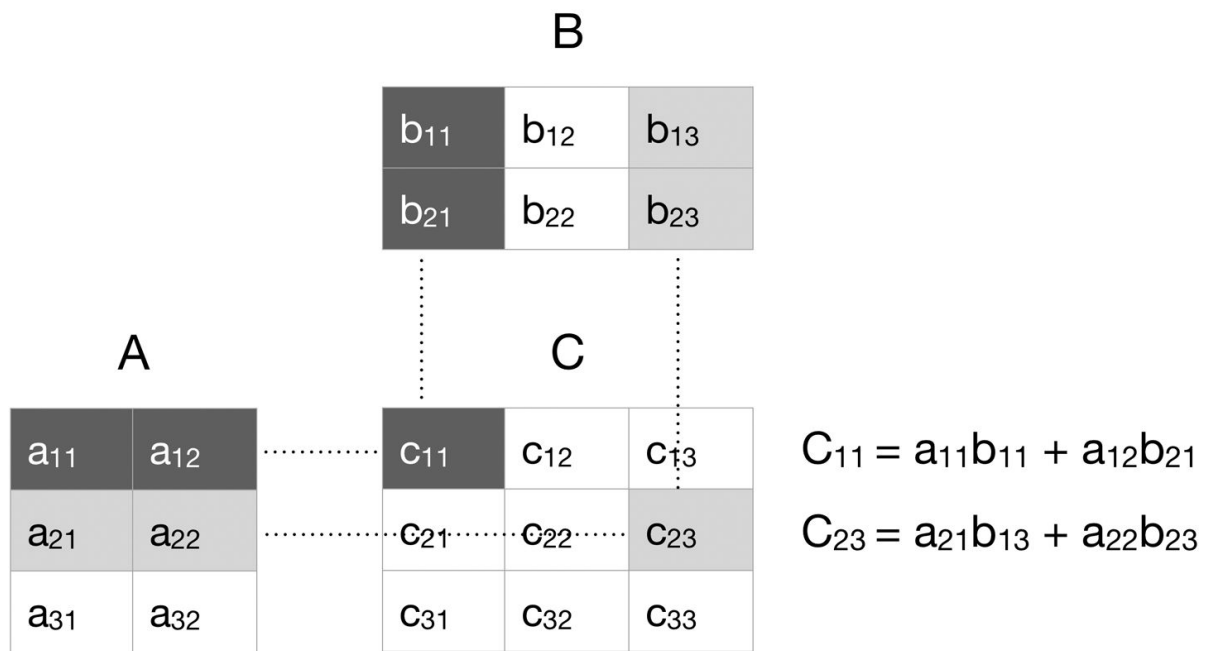 B
b₁₁ b₁₂ b₁₃
b₂₁ b₂₂ b₂₃
A C
a₁₁ a₁₂ c₁₁ c₁₂ c₁₃ C₁₁ = a₁₁b₁₁ + a₁₂b₂₁
a₂₁ a₂₂ c₂₁ c₂₂ c₂₃ C₂₃ = a₂₁b₁₃ + a₂₂b₂₃
a₃₁ a₃₂ c₃₁ c₃₂ c₃₃